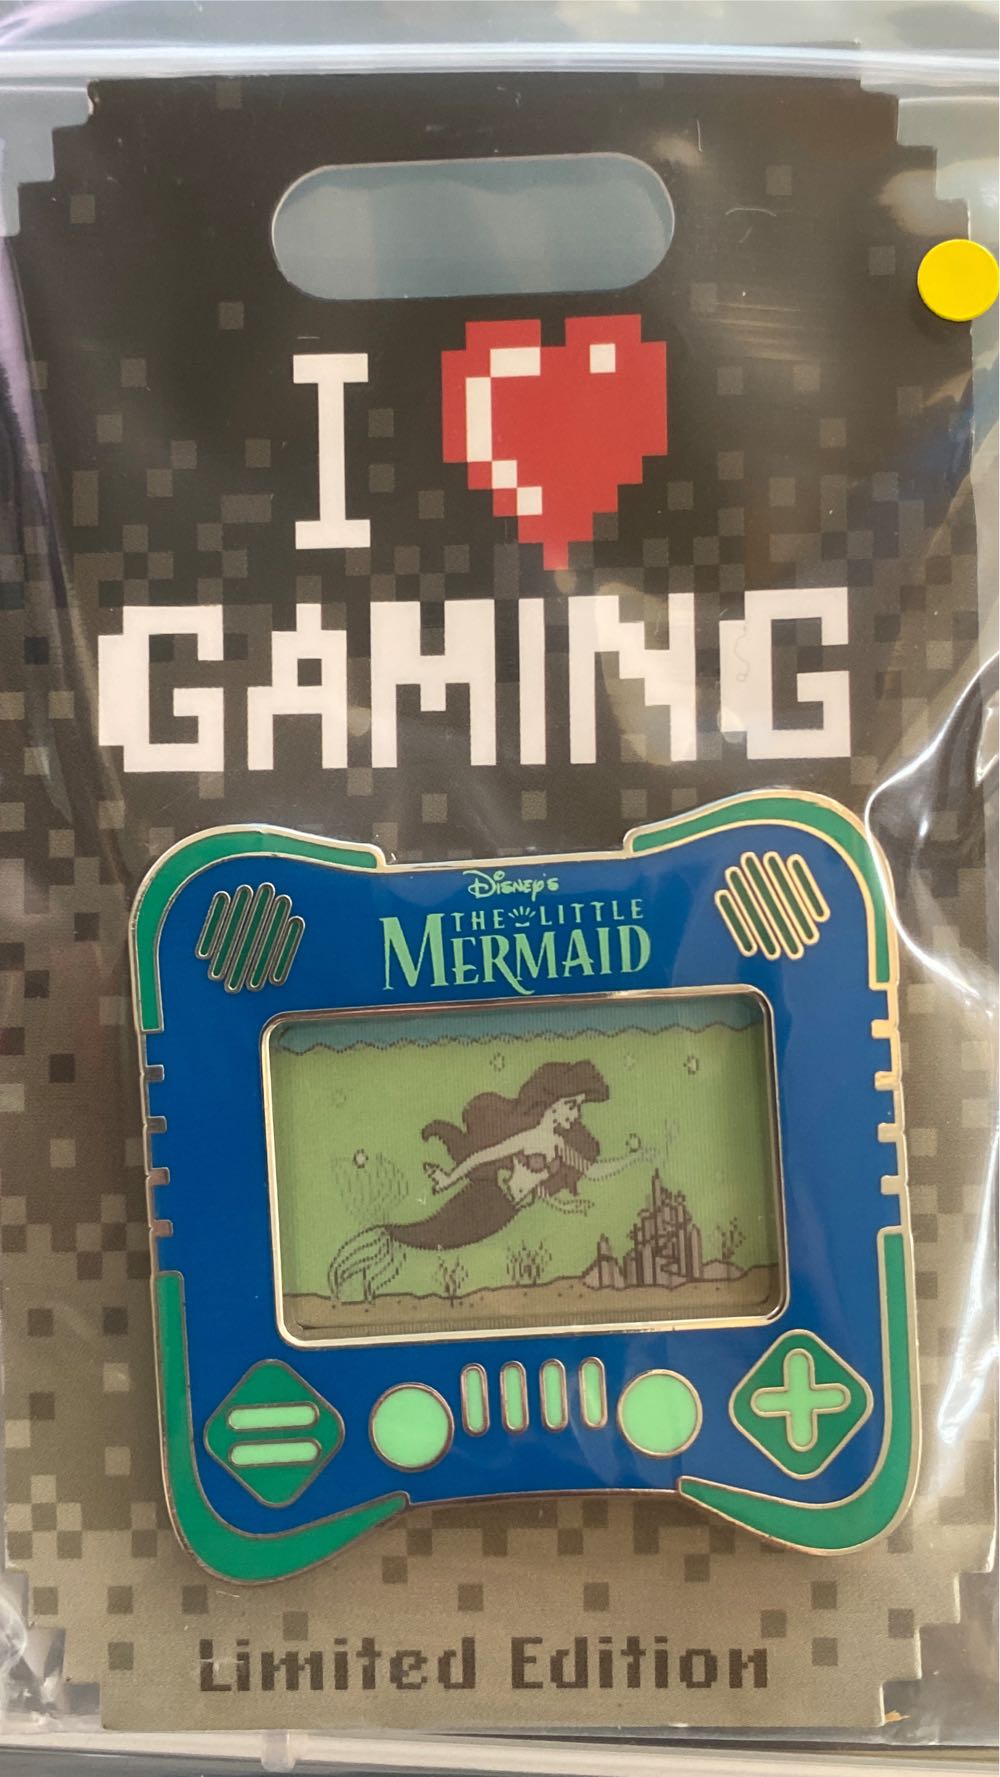 I
GAMING
Disney's
THE LITTLE
MERMAID
Limited Edition